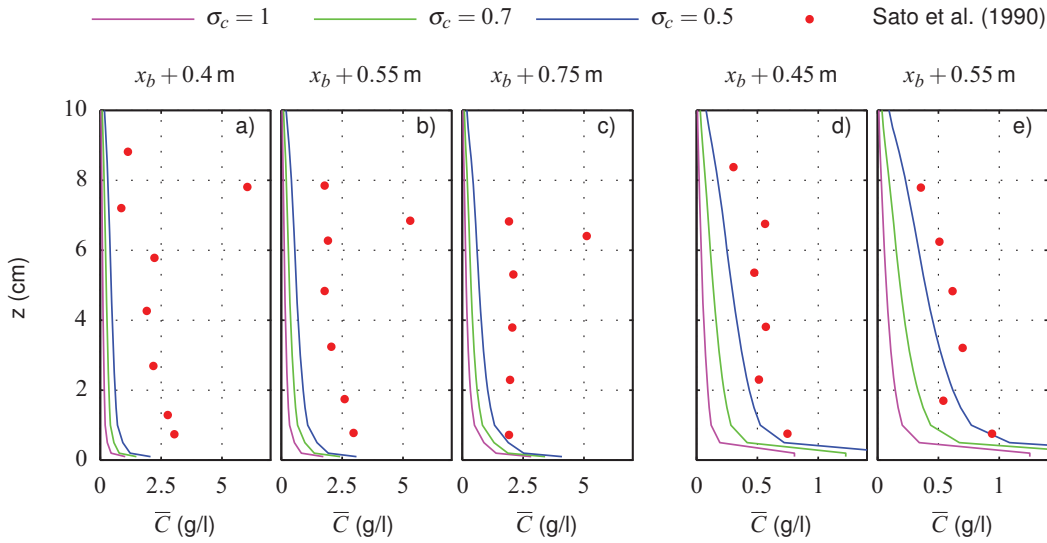 σc = 1 σc = 0.7 σc = 0.5 Sato et al. (1990)
xb + 0.4 m xb + 0.55 m xb + 0.75 m xb + 0.45 m xb + 0.55 m
10 a) b) c) d) e)
8
6
4
2
0
z (cm)
0 2.5 5 0 2.5 5 0 2.5 5 0 0.5 1 0 0.5 1
C̅ (g/l) C̅ (g/l) C̅ (g/l) C̅ (g/l) C̅ (g/l)